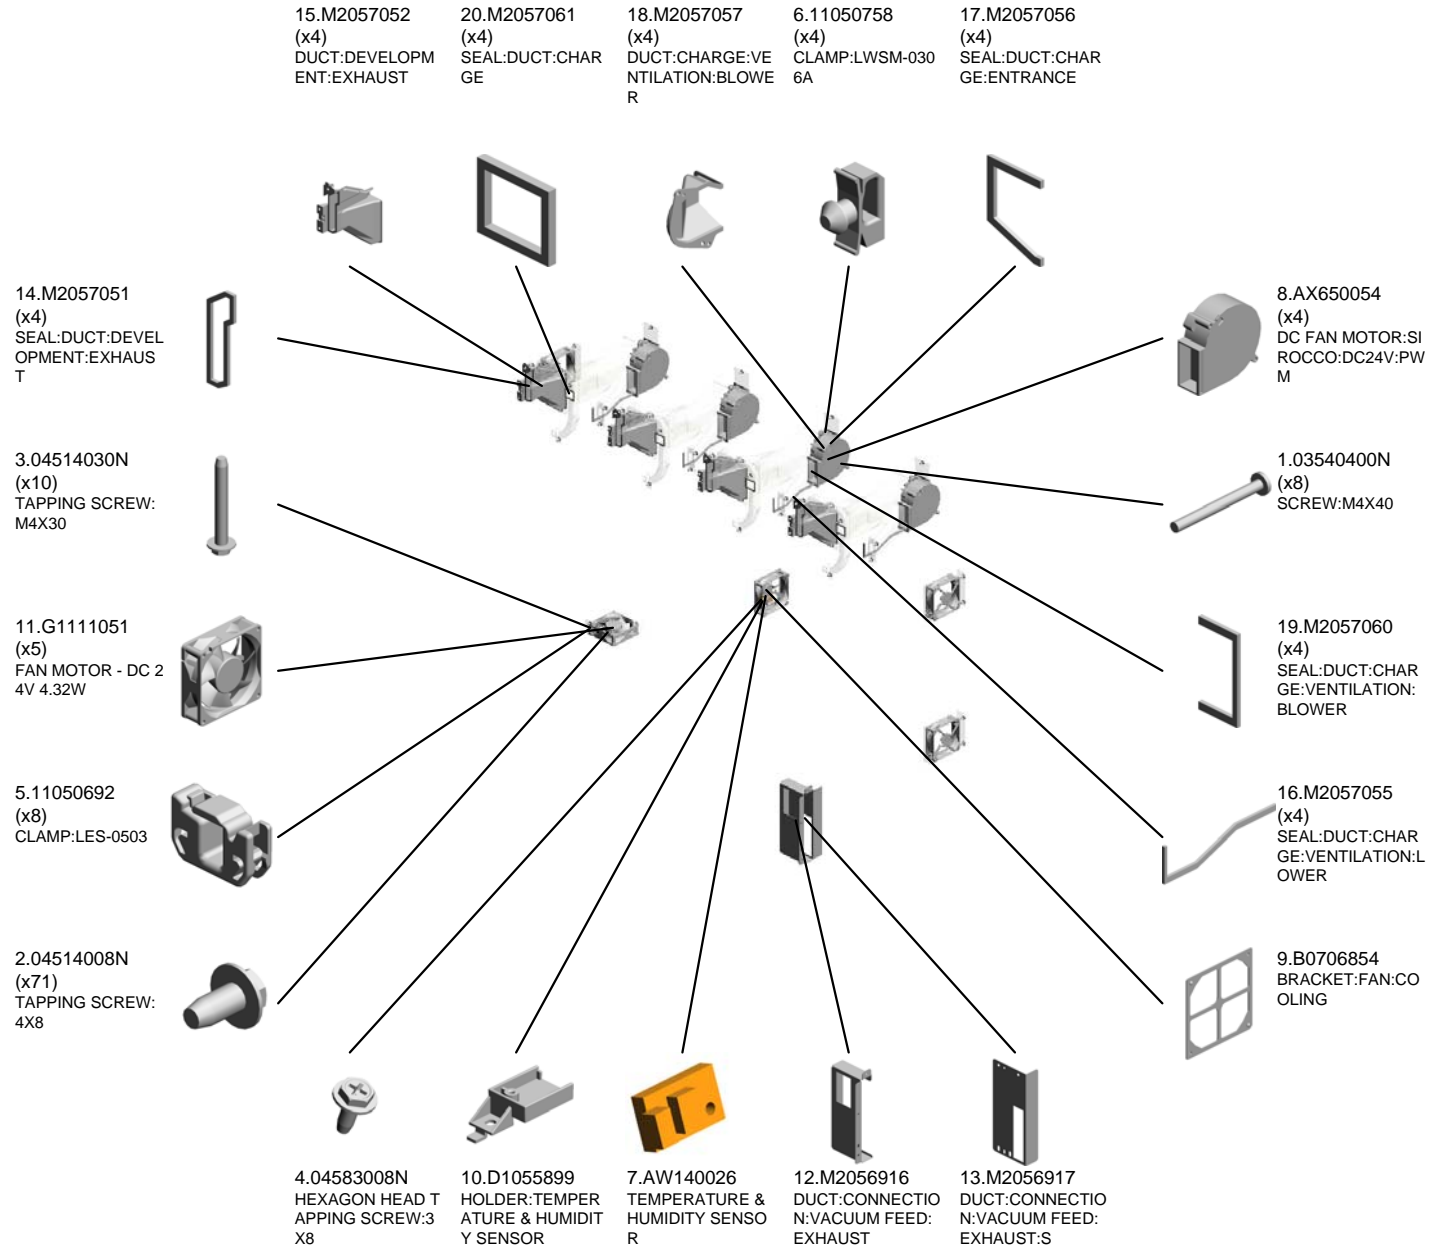 15.M2057052
(x4)
DUCT:DEVELOPM
ENT:EXHAUST
20.M2057061
(x4)
SEAL:DUCT:CHAR
GE
18.M2057057
(x4)
DUCT:CHARGE:VE
NTILATION:BLOWE
R
6.11050758
(x4)
CLAMP:LWSM-030
6A
17.M2057056
(x4)
SEAL:DUCT:CHAR
GE:ENTRANCE
14.M2057051
(x4)
SEAL:DUCT:DEVEL
OPMENT:EXHAUS
T
8.AX650054
(x4)
DC FAN MOTOR:SI
ROCCO:DC24V:PW
M
3.04514030N
(x10)
TAPPING SCREW:
M4X30
1.03540400N
(x8)
SCREW:M4X40
11.G1111051
(x5)
FAN MOTOR - DC 2
4V 4.32W
19.M2057060
(x4)
SEAL:DUCT:CHAR
GE:VENTILATION:
BLOWER
5.11050692
(x8)
CLAMP:LES-0503
16.M2057055
(x4)
SEAL:DUCT:CHAR
GE:VENTILATION:L
OWER
2.04514008N
(x71)
TAPPING SCREW:
4X8
9.B0706854
BRACKET:FAN:CO
OLING
4.04583008N
HEXAGON HEAD T
APPING SCREW:3
X8
10.D1055899
HOLDER:TEMPER
ATURE & HUMIDIT
Y SENSOR
7.AW140026
TEMPERATURE &
HUMIDITY SENSO
R
12.M2056916
DUCT:CONNECTIO
N:VACUUM FEED:
EXHAUST
13.M2056917
DUCT:CONNECTIO
N:VACUUM FEED:
EXHAUST:S